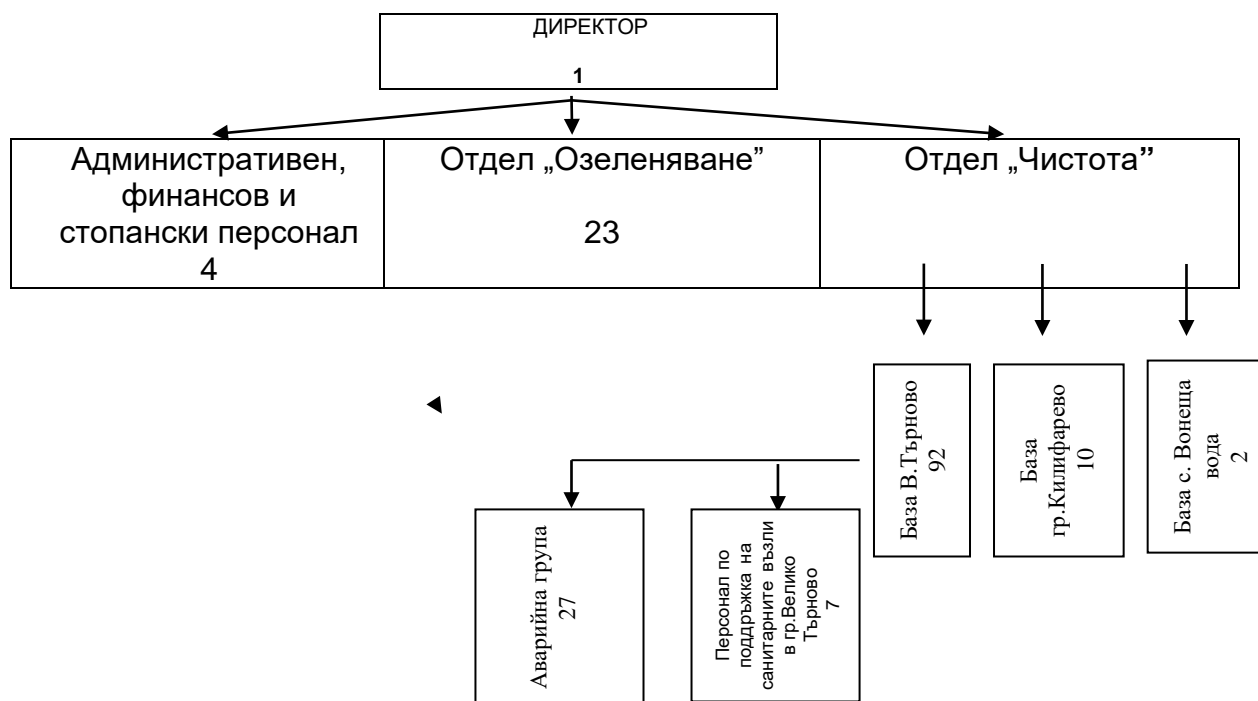 ДИРЕКТОР
1
Административен,
финансов и
стопански персонал
4
Отдел „Озеленяване”
23
Отдел „Чистота”
База В.Търново
92
База
гр.Килифарево
10
База с. Вонеща
вода
2
Аварийна група
27
Персонал по
поддръжка на
санитарните възли
в гр.Велико
Търново
7